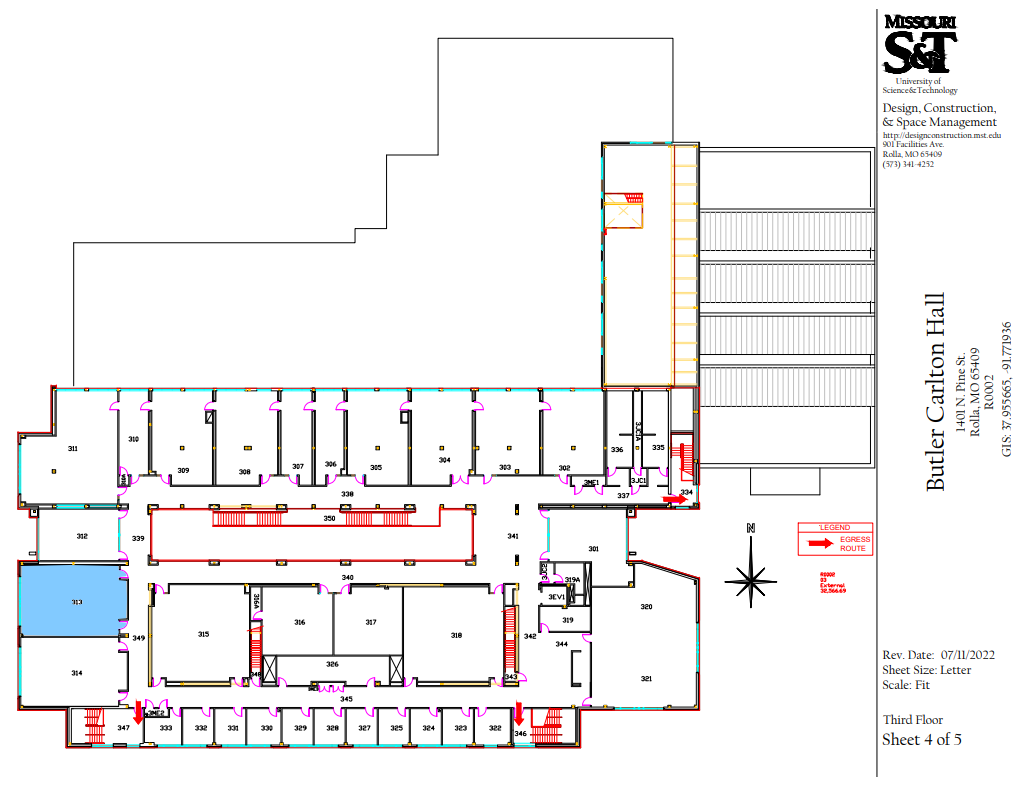 MISSOURI
S&T
University of
Science&Technology
Design, Construction,
& Space Management
http://designconstruction.mst.edu
901 Facilities Ave.
Rolla, MO 65409
(573) 341-4252
Butler Carlton Hall
1401 N. Pine St.
Rolla, MO 65409
R0002
GIS: 37.955665, -91.771936
N
LEGEND
EGRESS
ROUTE
R0002
03
External
32,366.69
311
310
310A
309
308
307
306
305
304
303
302
336
3JC1A
335
3ME1
3JC1
337
334
338
350
312
339
341
301
340
3JC2
319A
3EV1
313
316A
315
316
317
318
319
320
349
342
344
314
326
348
343
321
345
3ME2
347
333
332
331
330
329
328
327
325
324
323
322
346
Rev. Date: 07/11/2022
Sheet Size: Letter
Scale: Fit
Third Floor
Sheet 4 of 5